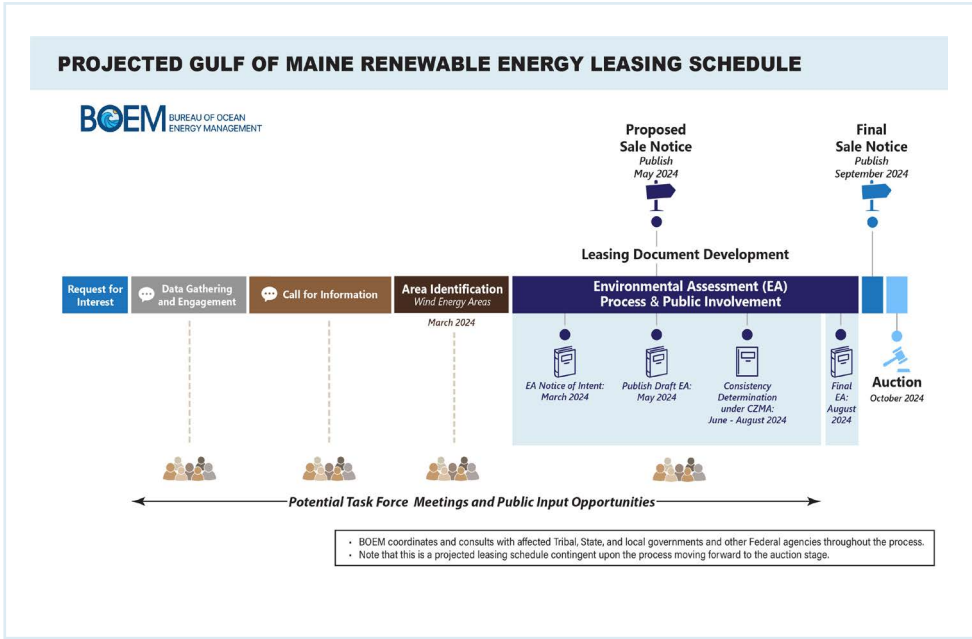 PROJECTED GULF OF MAINE RENEWABLE ENERGY LEASING SCHEDULE
BOEM
BUREAU OF OCEAN
ENERGY MANAGEMENT
Proposed
Sale Notice
Publish
May 2024
Final
Sale Notice
Publish
September 2024
Leasing Document Development
Request for
Interest
Data Gathering
and Engagement
Call for Information
Area Identification
Wind Energy Areas
March 2024
Environmental Assessment (EA)
Process & Public Involvement
EA Notice of Intent:
March 2024
Publish Draft EA:
May 2024
Consistency
Determination
under CZMA:
June - August 2024
Final
EA:
August
2024
Auction
October 2024
Potential Task Force Meetings and Public Input Opportunities
• BOEM coordinates and consults with affected Tribal, State, and local governments and other Federal agencies throughout the process.
• Note that this is a projected leasing schedule contingent upon the process moving forward to the auction stage.